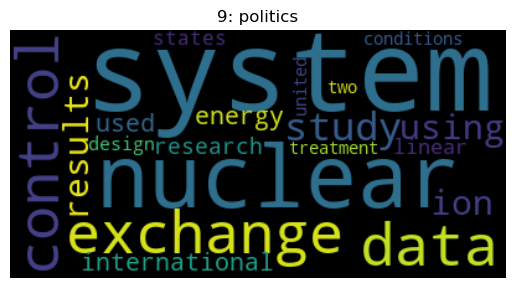 9: politics
states
conditions
system
control
results
united
two
used
energy
study
using
design
research
treatment
linear
nuclear
ion
exchange
data
international